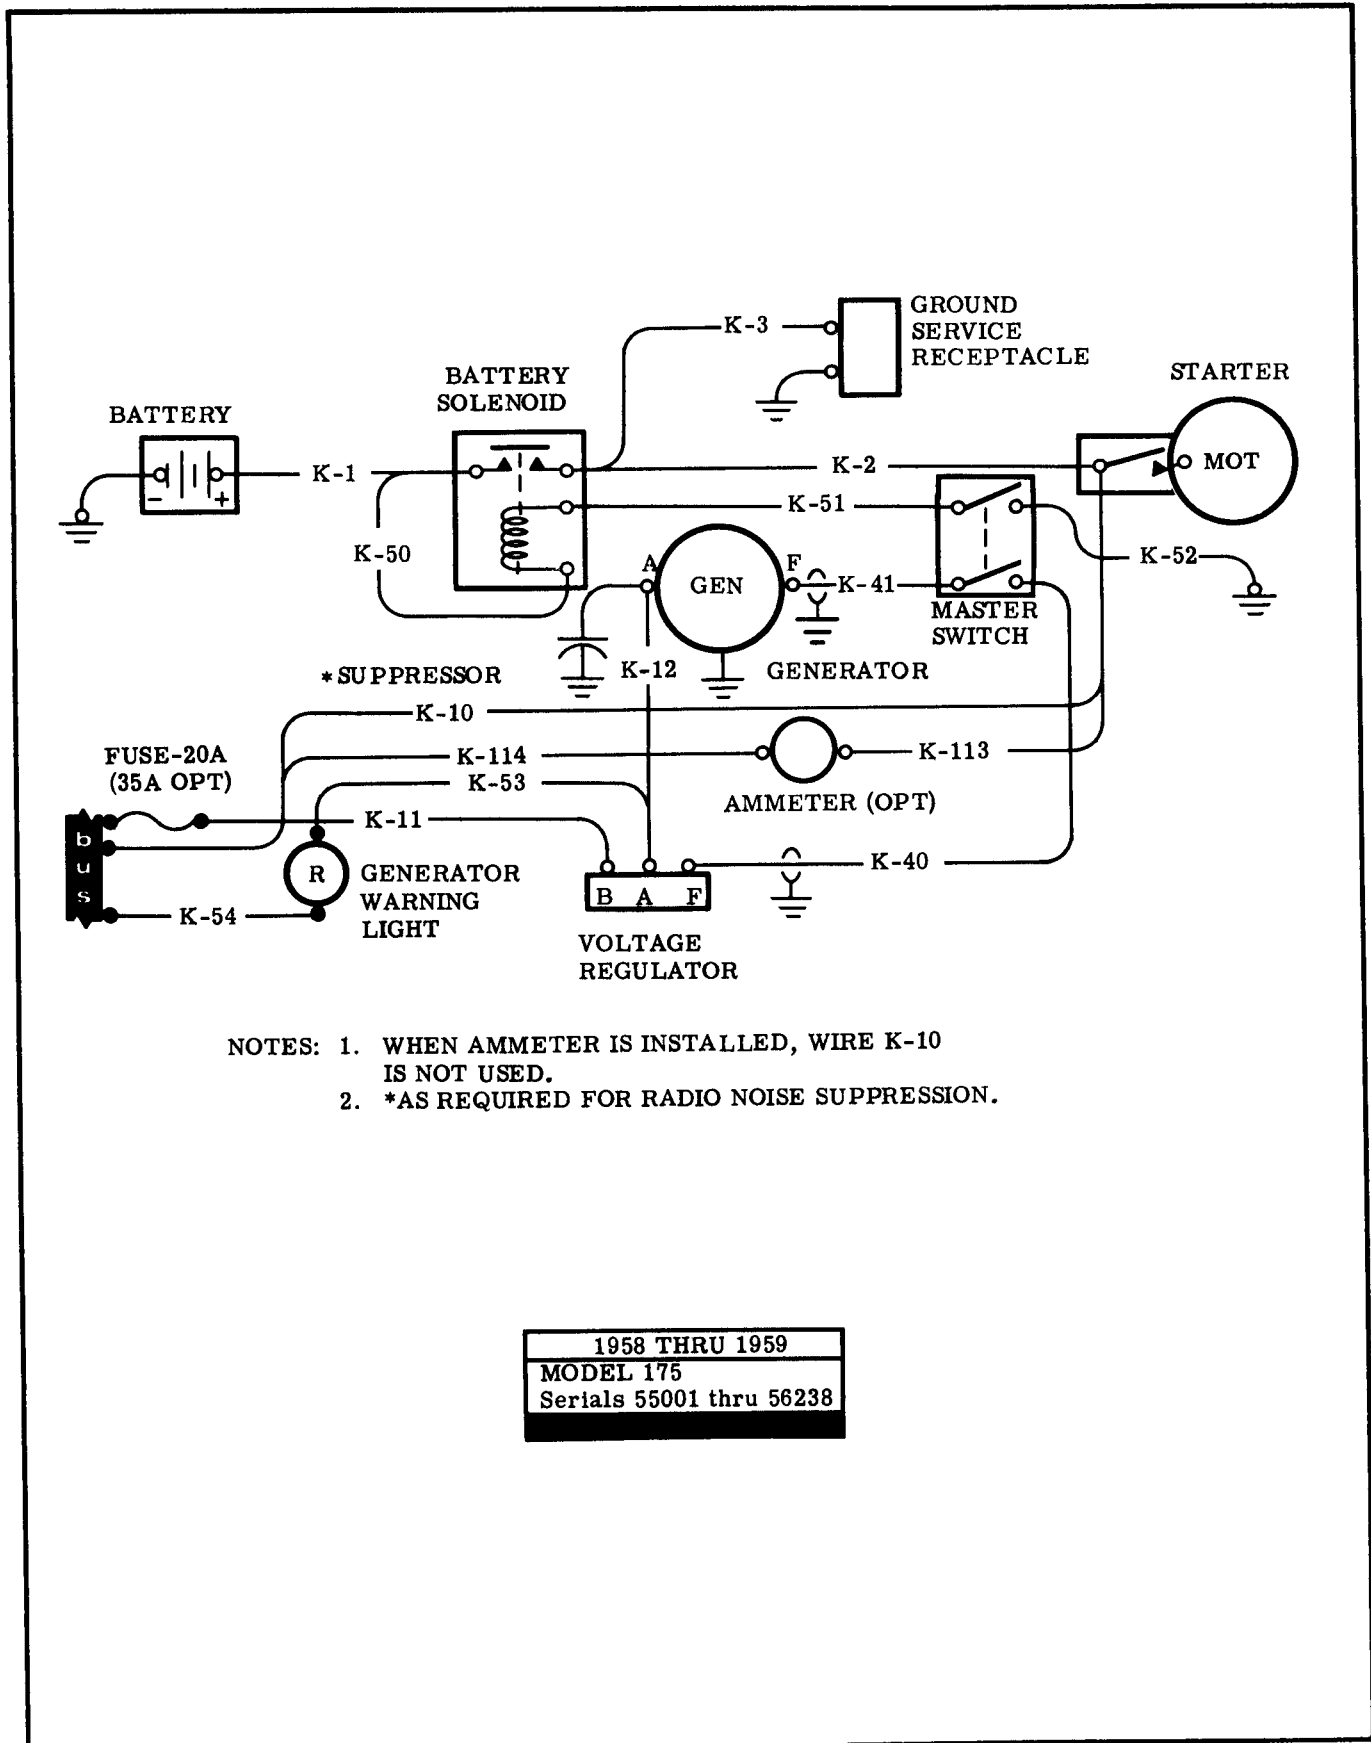 GROUND
SERVICE
RECEPTACLE
K-3
STARTER
BATTERY
SOLENOID
BATTERY
K-1
K-2
MOT
- +
K-51
K-50
K-52
A
GEN
F
K-41
MASTER
SWITCH
*SUPPRESSOR
K-12
GENERATOR
K-10
FUSE-20A
(35A OPT)
K-114
K-113
K-53
AMMETER (OPT)
K-11
bus
R
GENERATOR
WARNING
LIGHT
K-40
B A F
K-54
VOLTAGE
REGULATOR
NOTES: 1. WHEN AMMETER IS INSTALLED, WIRE K-10
IS NOT USED.
2. *AS REQUIRED FOR RADIO NOISE SUPPRESSION.
1958 THRU 1959
MODEL 175
Serials 55001 thru 56238